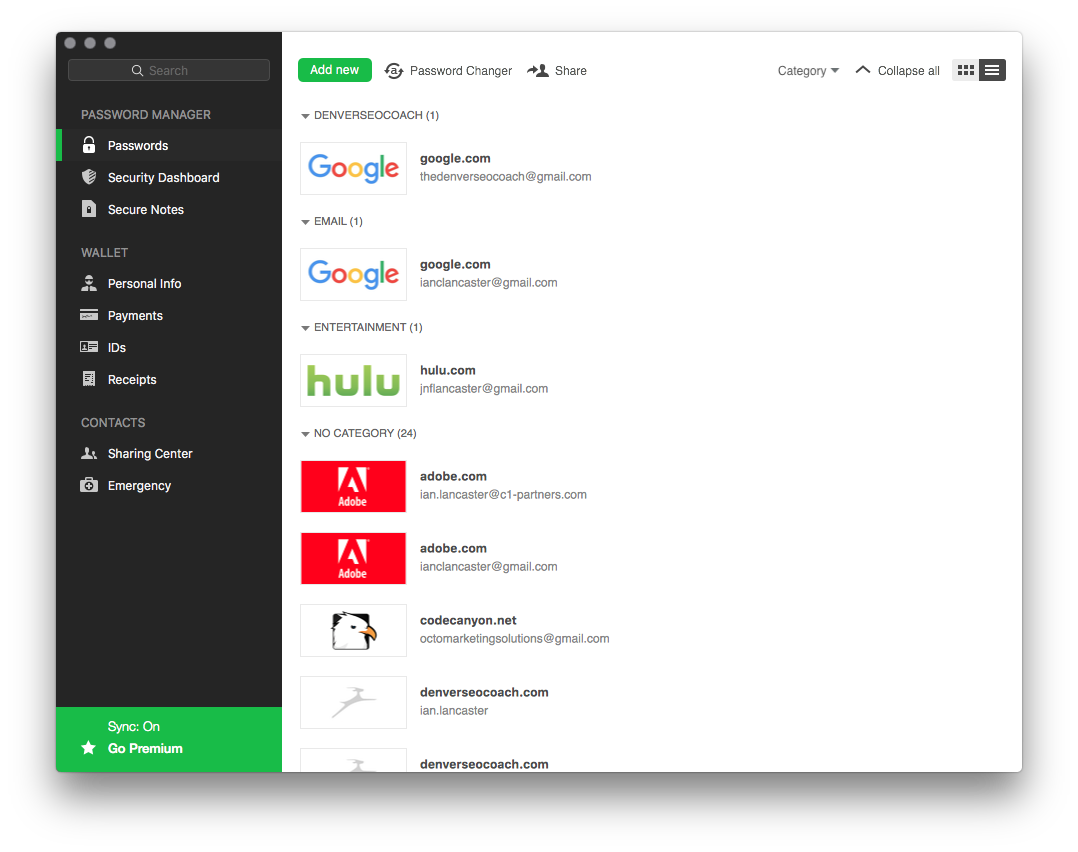 Search
PASSWORD MANAGER
Passwords
Security Dashboard
Secure Notes
WALLET
Personal Info
Payments
IDs
Receipts
CONTACTS
Sharing Center
Emergency
Sync: On
Go Premium
Add new
a Password Changer
Share
Category
Collapse all
DENVERSEOCOACH (1)
Google
google.com
thedenverseocoach@gmail.com
EMAIL (1)
Google
google.com
ianclancaster@gmail.com
ENTERTAINMENT (1)
hulu
hulu.com
jnflancaster@gmail.com
NO CATEGORY (24)
Adobe
adobe.com
ian.lancaster@c1-partners.com
Adobe
adobe.com
ianclancaster@gmail.com
codecanyon.net
octomarketingsolutions@gmail.com
denverseocoach.com
ian.lancaster
denverseocoach.com